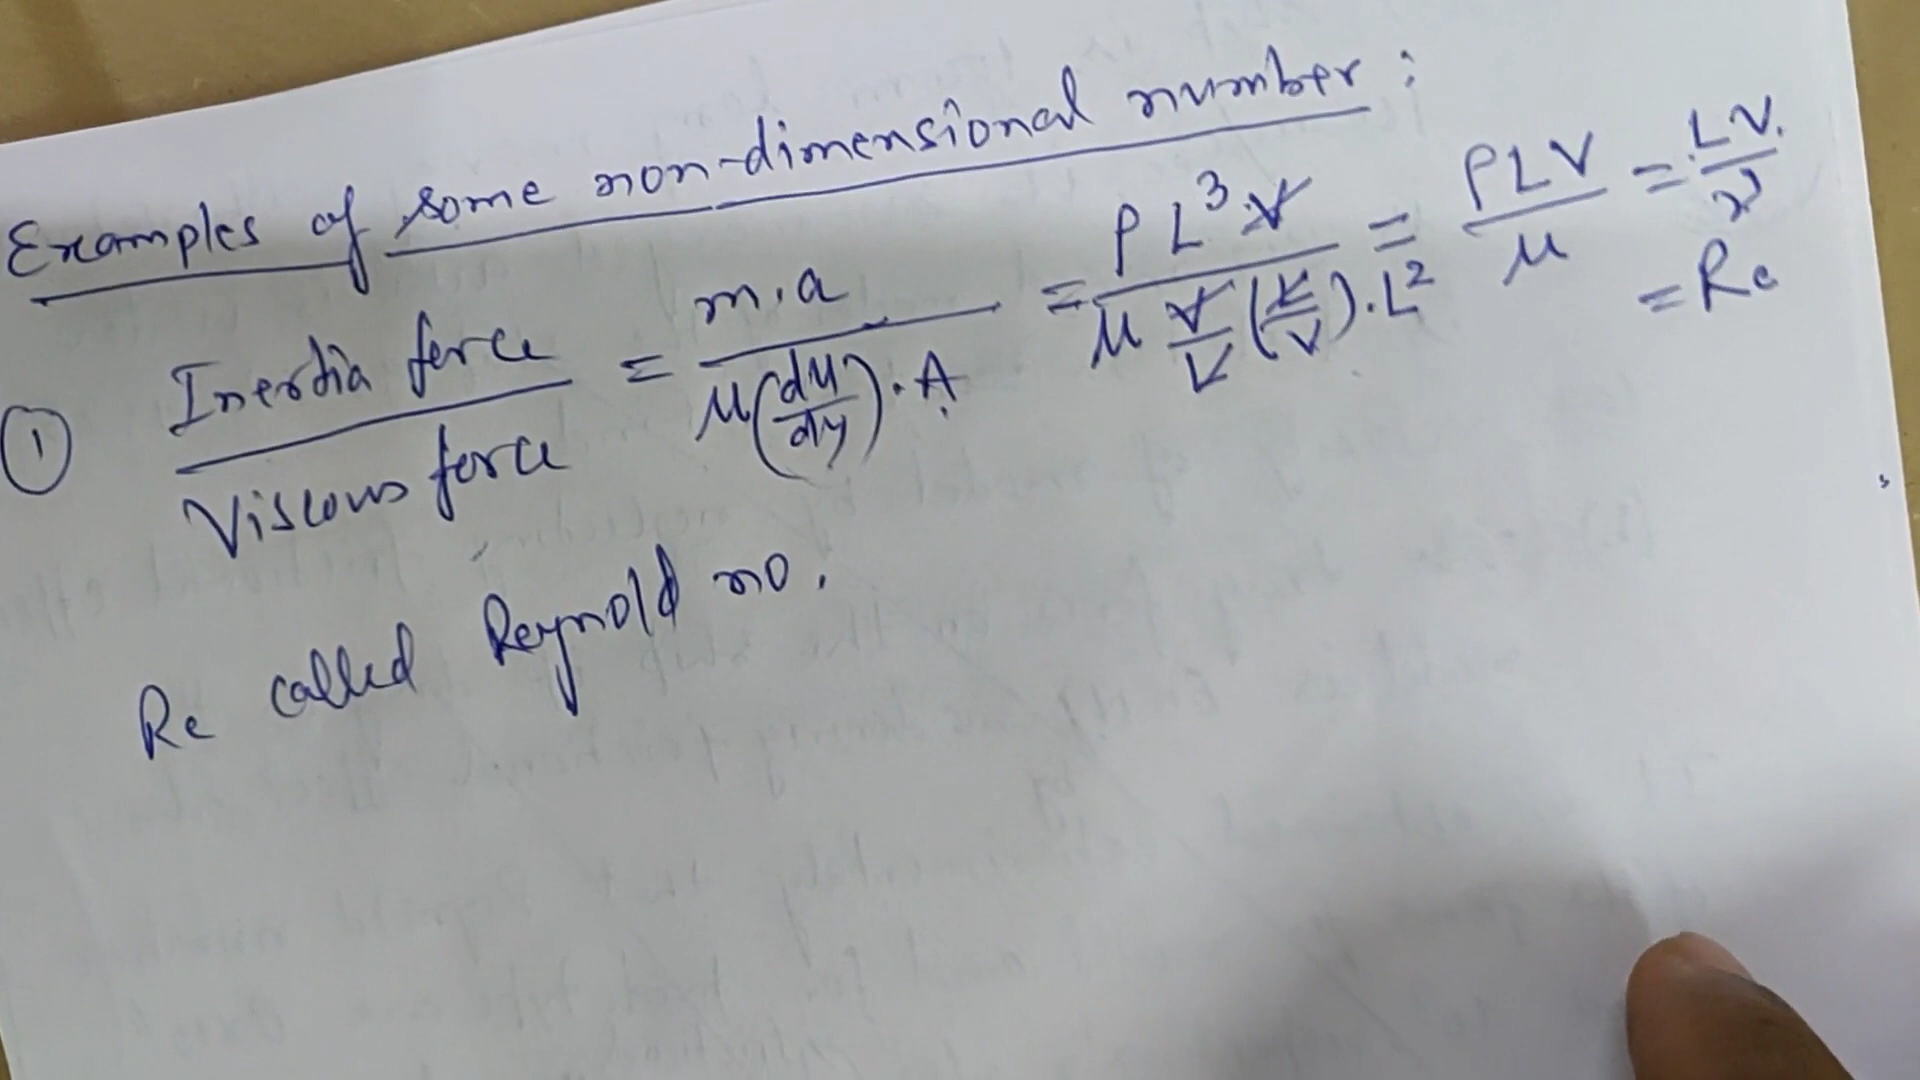 Examples of some non-dimensional number :
① Inertia force / Viscous force = m.a / μ(du/dy).A = ρL³V / μ V/L (L/V).L² = ρLV / μ = LV. / ν
= Re
Re called Reynold no.